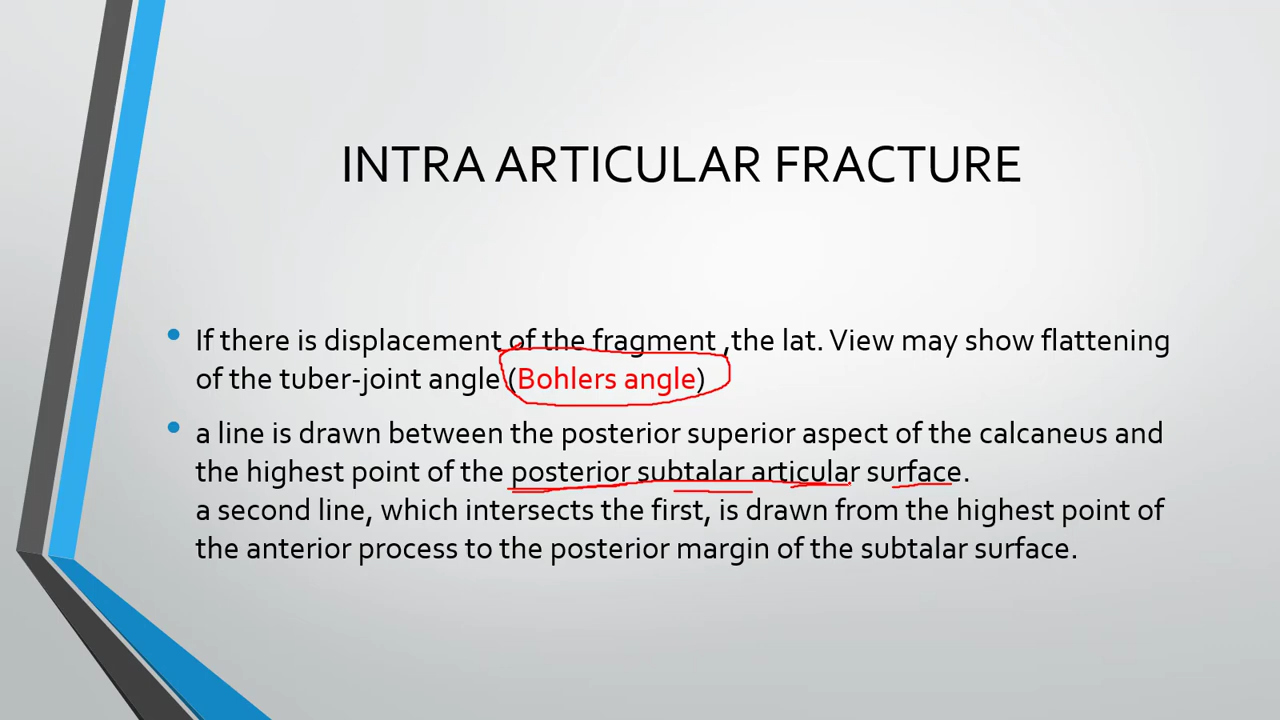 INTRA ARTICULAR FRACTURE
If there is displacement of the fragment ,the lat. View may show flattening
of the tuber-joint angle (Bohlers angle)
a line is drawn between the posterior superior aspect of the calcaneus and
the highest point of the posterior subtalar articular surface.
a second line, which intersects the first, is drawn from the highest point of
the anterior process to the posterior margin of the subtalar surface.